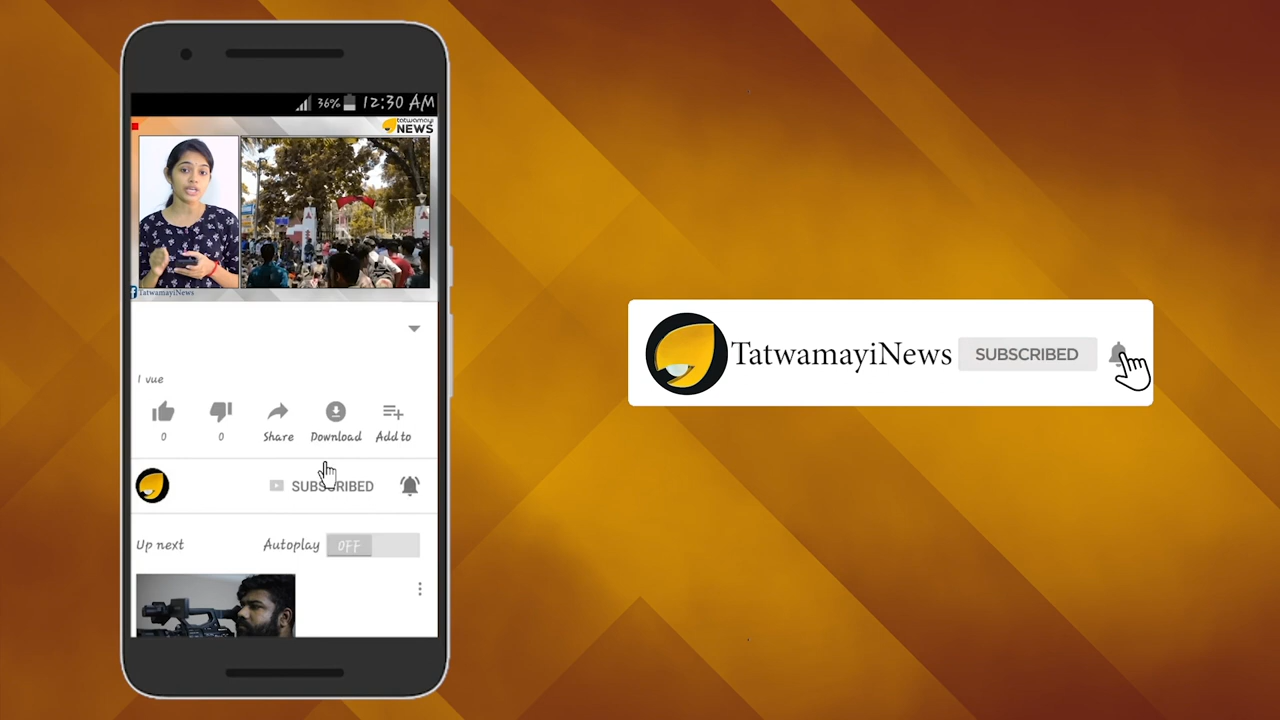 36% 12:30 AM
tatwamayi
NEWS
TatwamayiNews
1 vue
0
0
Share
Download
Add to
SUBSCRIBED
Up next
Autoplay
OFF
TatwamayiNews
SUBSCRIBED